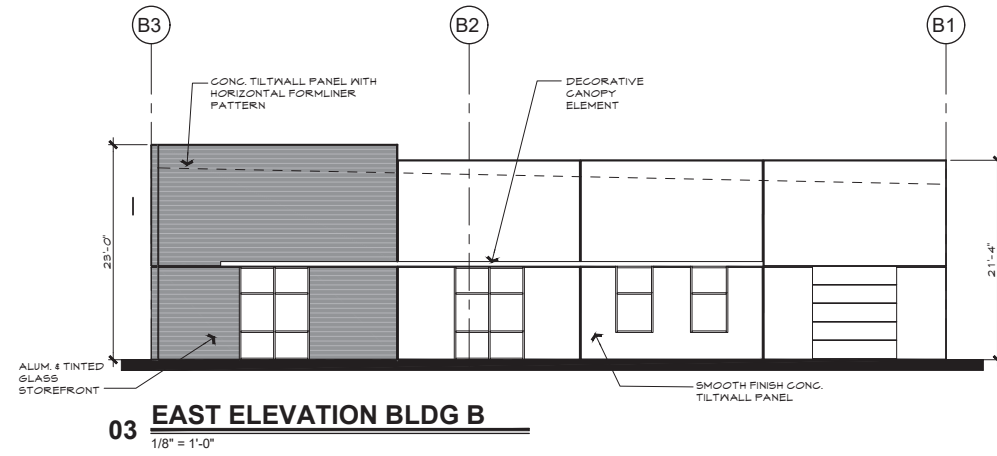 B3
B2
B1
CONC. TILTWALL PANEL WITH
HORIZONTAL FORMLINER
PATTERN
DECORATIVE
CANOPY
ELEMENT
23'-0"
21'-4"
ALUM. & TINTED
GLASS
STOREFRONT
SMOOTH FINISH CONC.
TILTWALL PANEL
03 EAST ELEVATION BLDG B
1/8" = 1'-0"